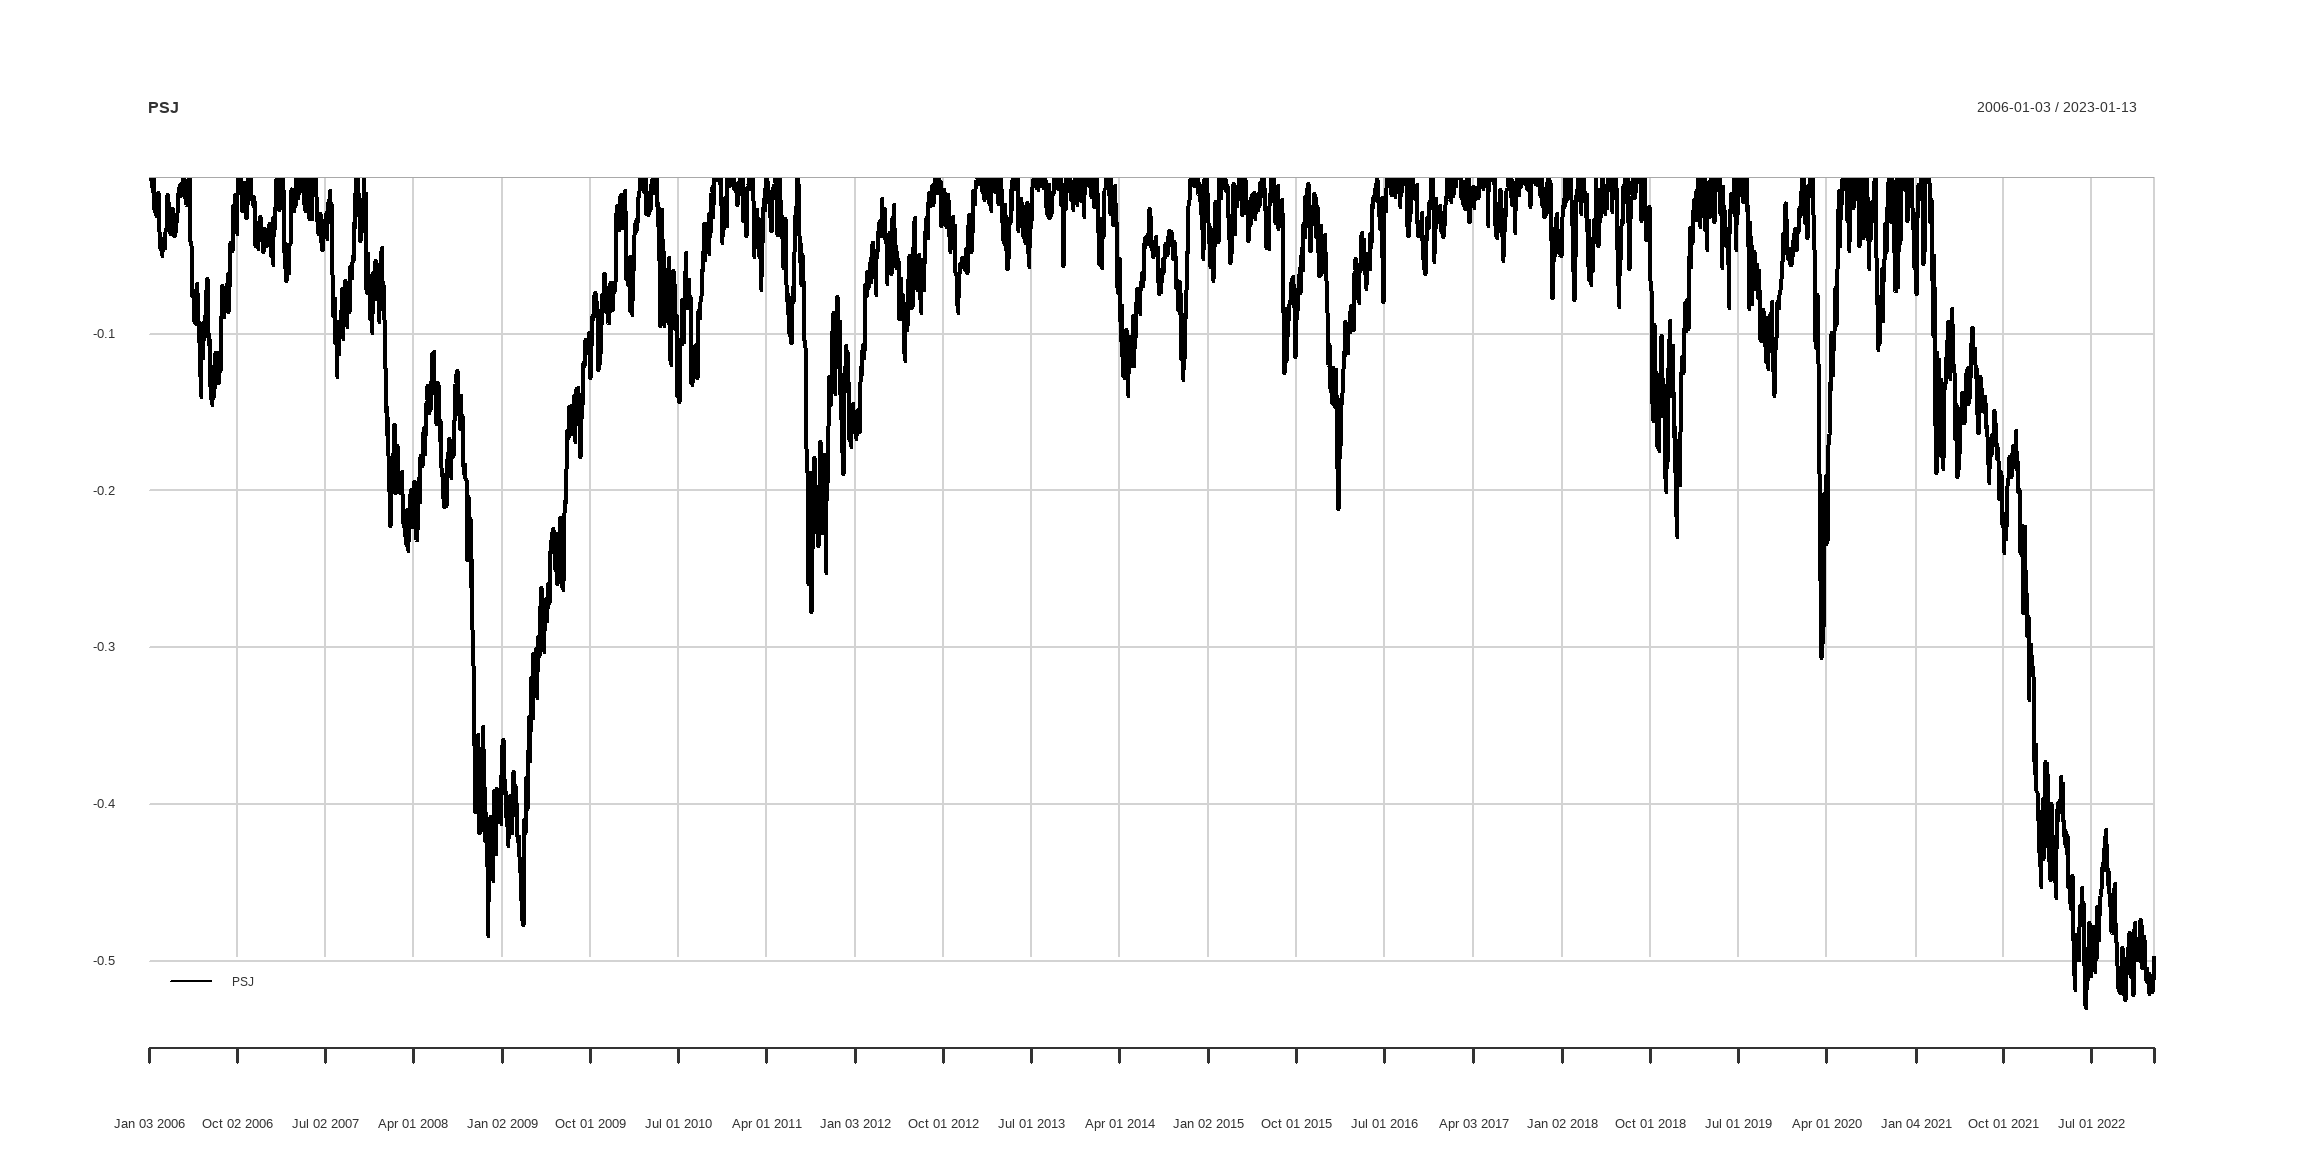 PSJ
2006-01-03 / 2023-01-13
-0.1
-0.2
-0.3
-0.4
-0.5
PSJ
Jan 03 2006 Oct 02 2006 Jul 02 2007 Apr 01 2008 Jan 02 2009 Oct 01 2009 Jul 01 2010 Apr 01 2011 Jan 03 2012 Oct 01 2012 Jul 01 2013 Apr 01 2014 Jan 02 2015 Oct 01 2015 Jul 01 2016 Apr 03 2017 Jan 02 2018 Oct 01 2018 Jul 01 2019 Apr 01 2020 Jan 04 2021 Oct 01 2021 Jul 01 2022